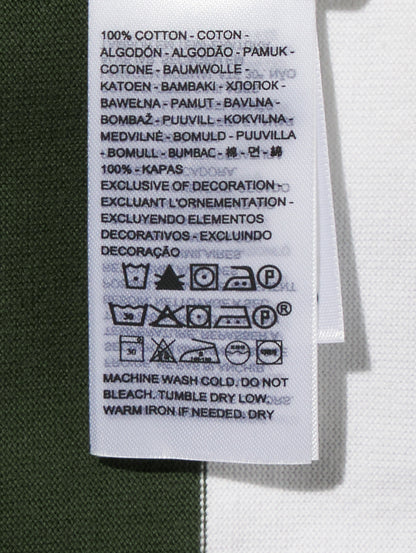 100% COTTON - COTON -
ALGODÓN - ALGODÃO - PAMUK -
COTONE - BAUMWOLLE -
KATOEN - BAMBAKI - ХЛОПОК -
BAWEŁNA - PAMUT - BAVLNA -
BOMBAŽ - PUUVILL - KOKVILNA -
MEDVILNĖ - BOMULD - PUUVILLA
- BOMULL - BUMBAC - 棉 - 면 - 綿
100% - KAPAS
EXCLUSIVE OF DECORATION -
EXCLUANT L'ORNEMENTATION -
EXCLUYENDO ELEMENTOS
DECORATIVOS - EXCLUINDO
DECORAÇÃO
P
30 P®
30
MACHINE WASH COLD. DO NOT
BLEACH. TUMBLE DRY LOW.
WARM IRON IF NEEDED. DRY